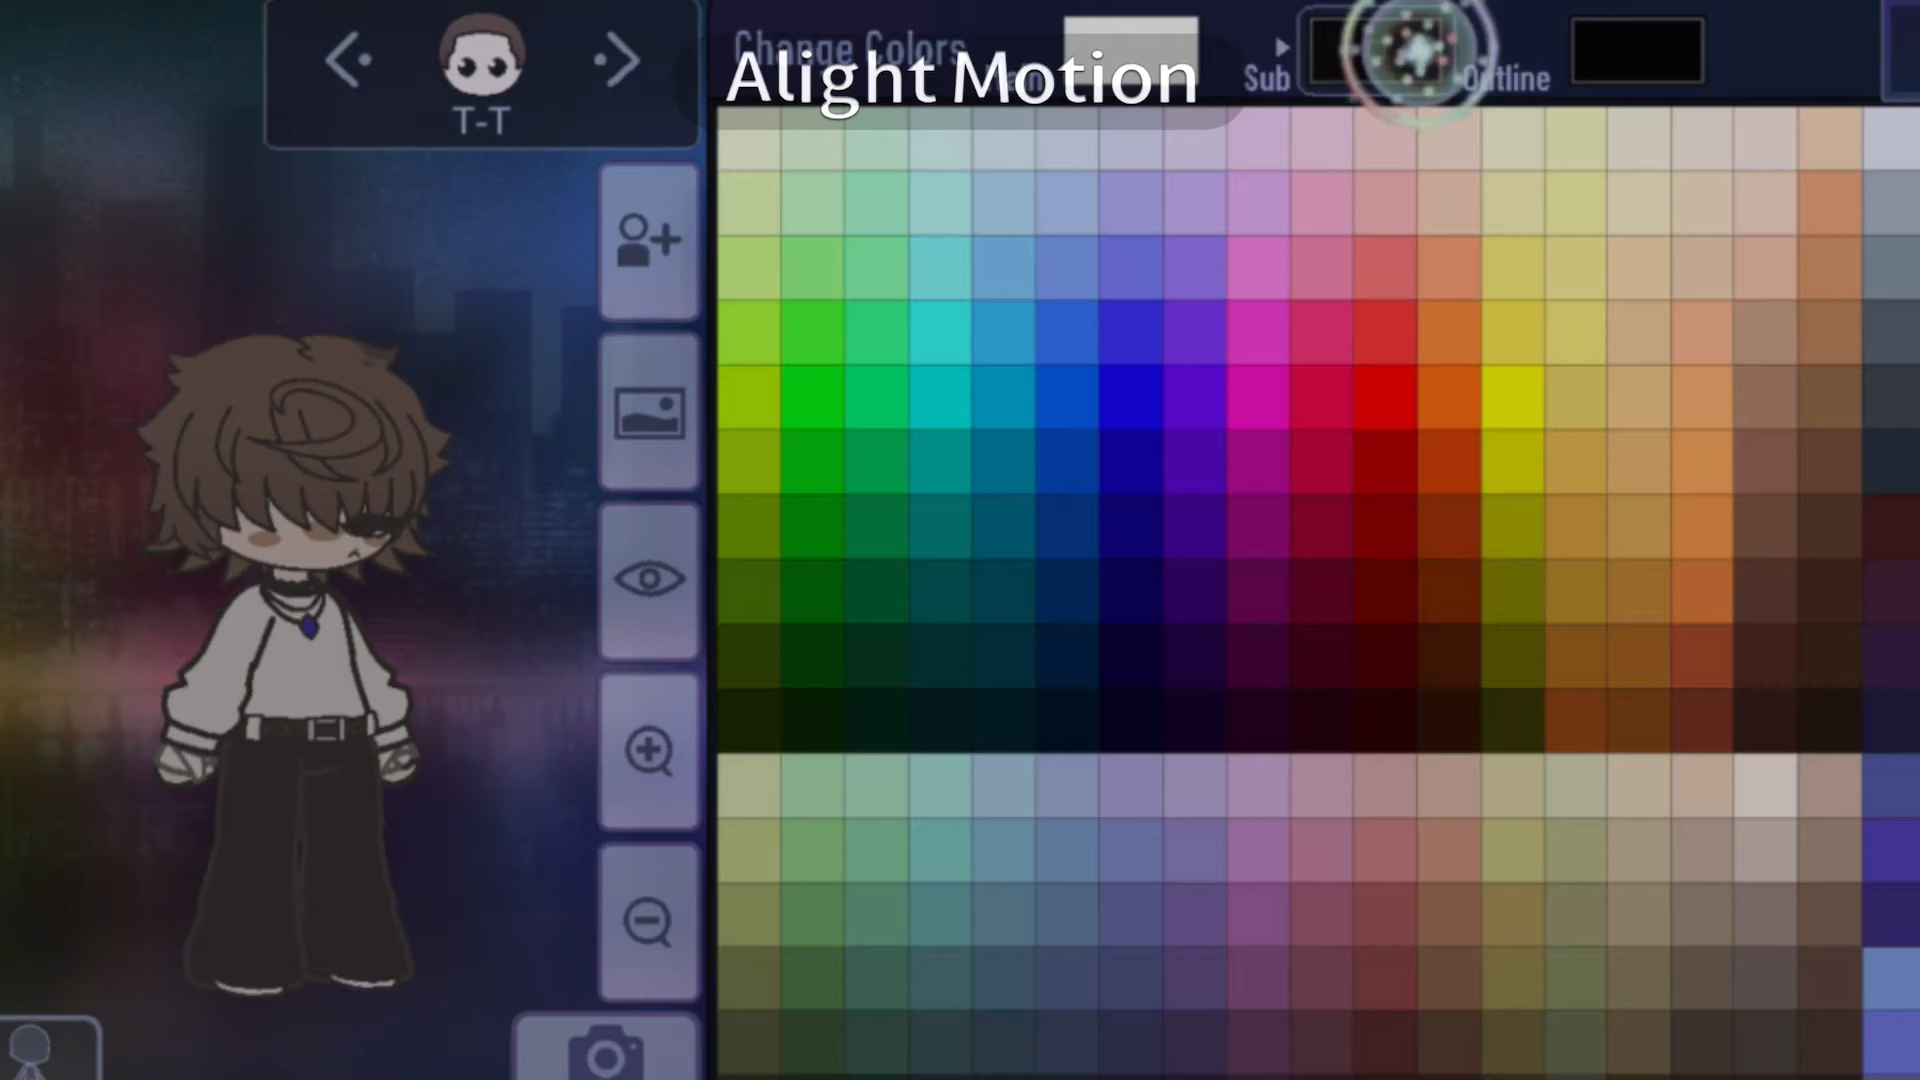 Change Colors
Alight Motion
Sub
Outline
T-T